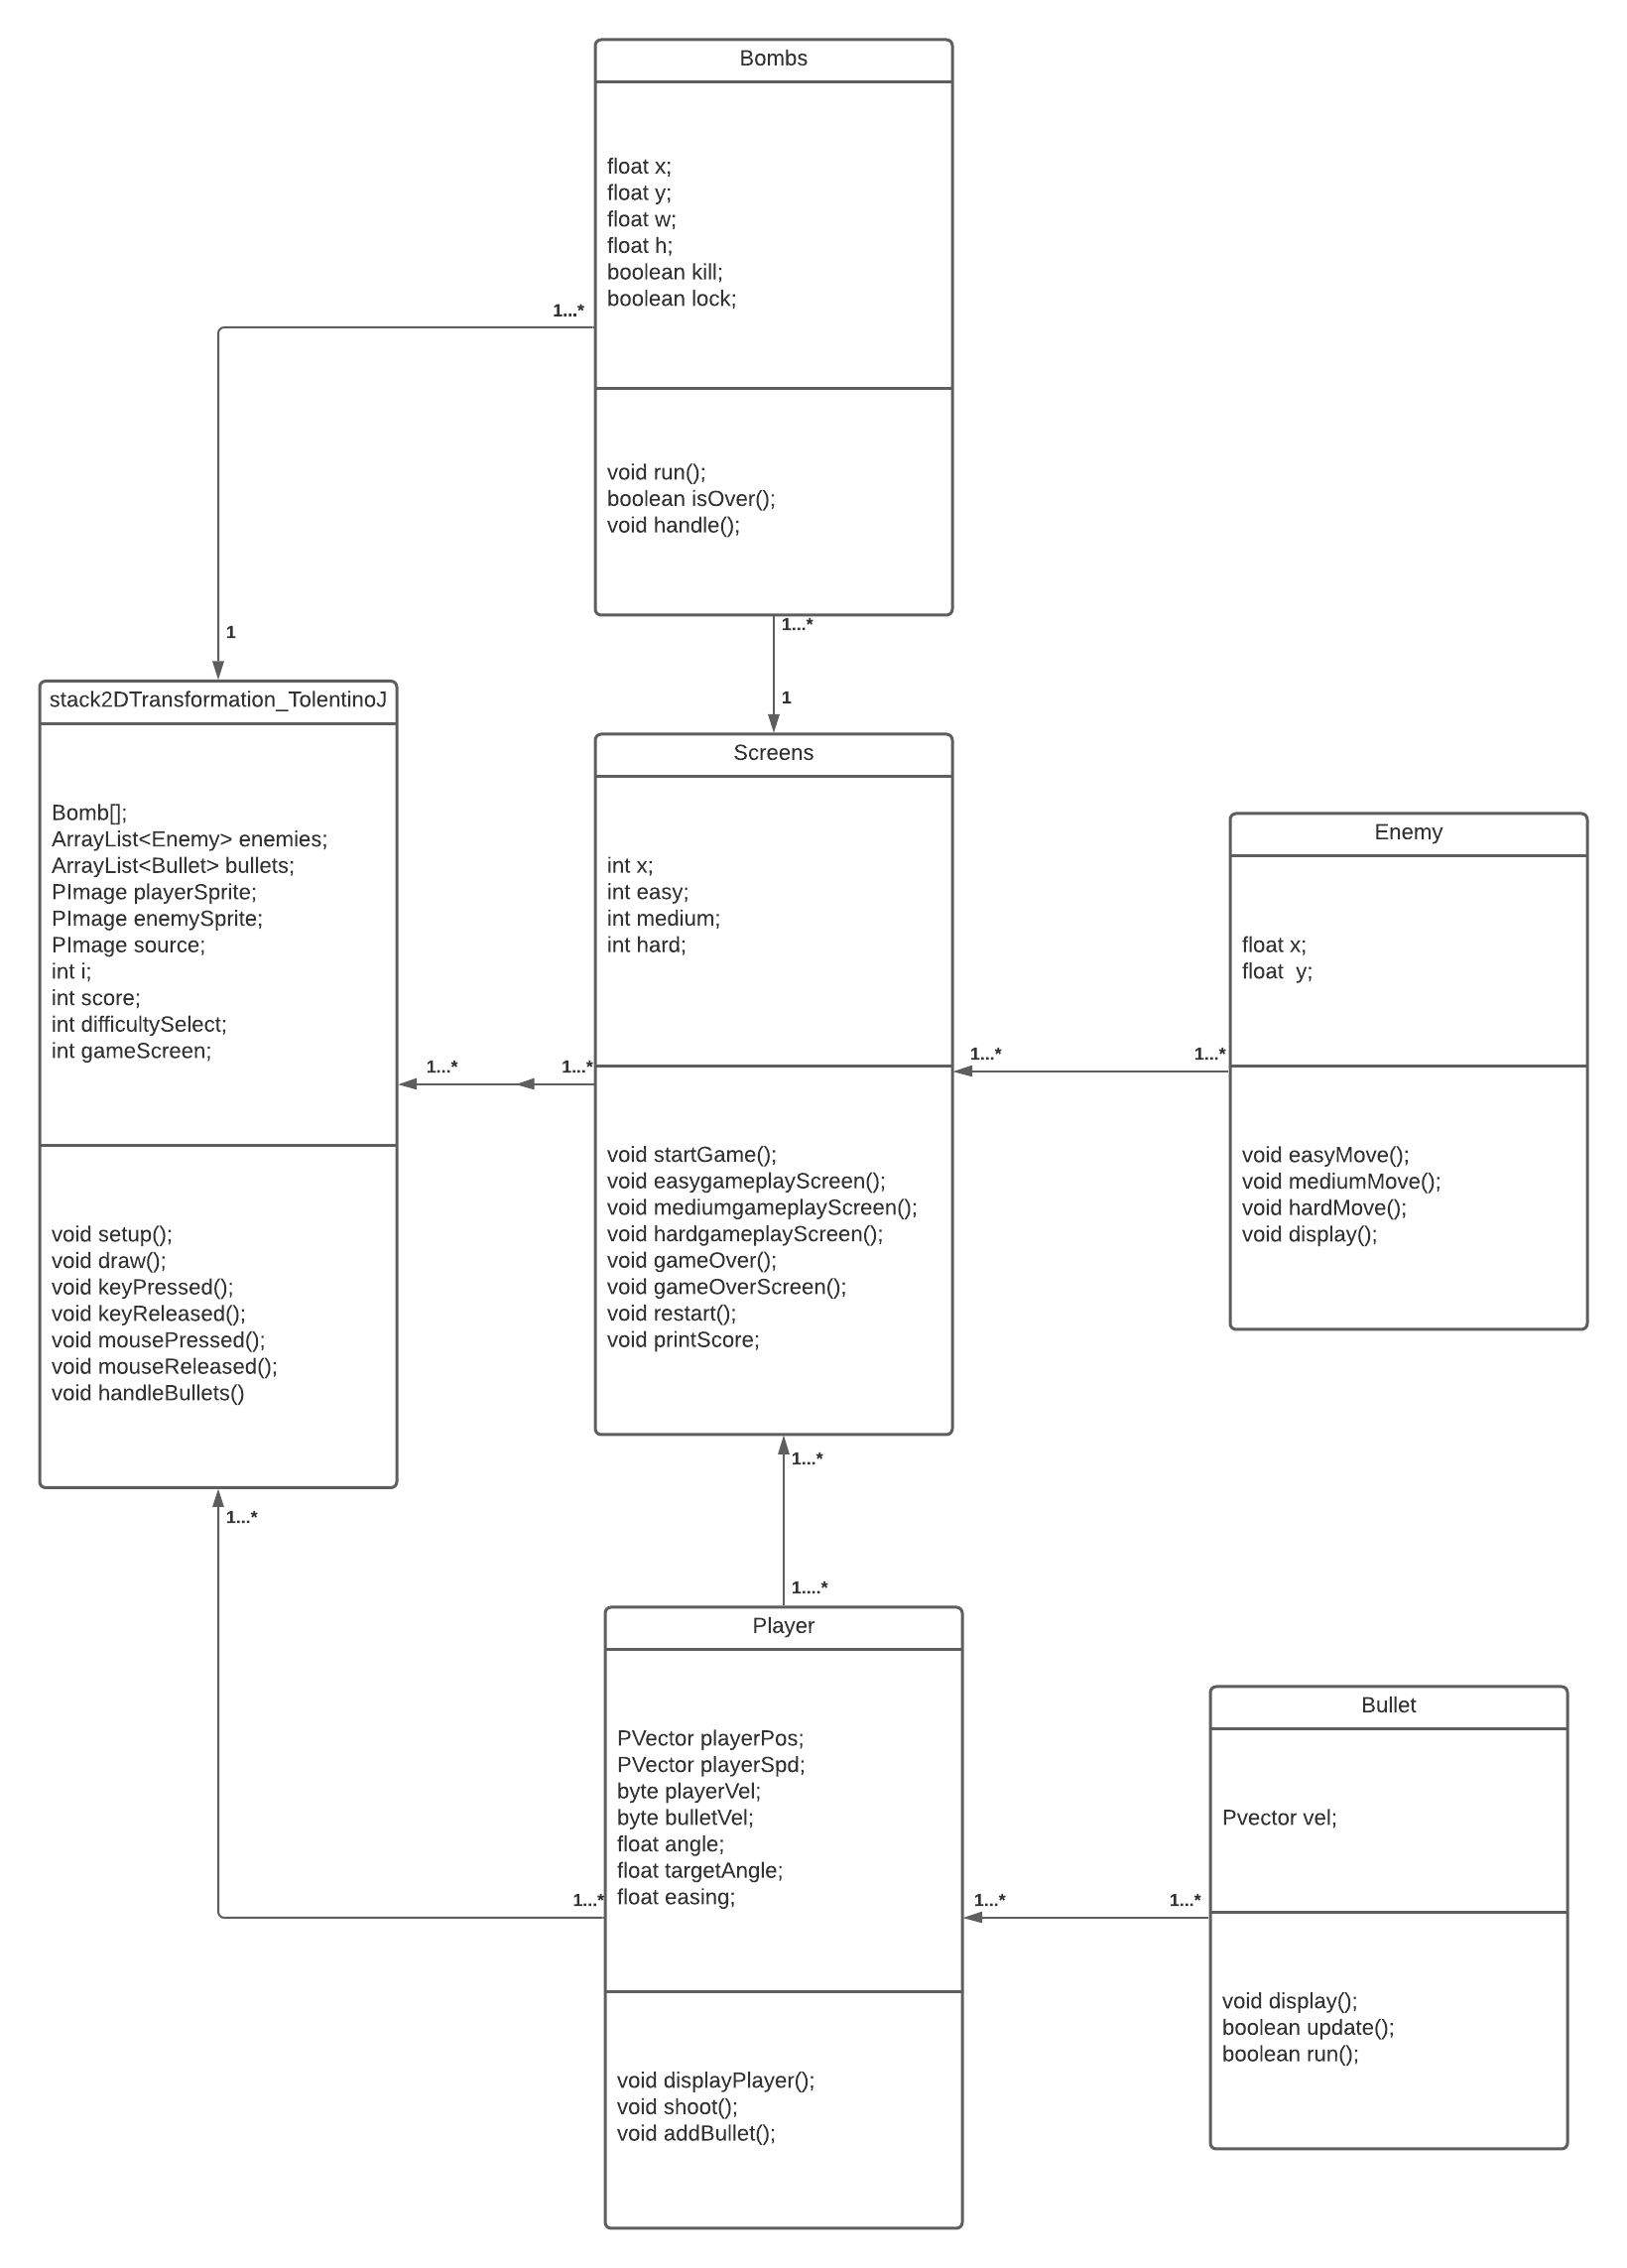 Bombs
float x;
float y;
float w;
float h;
boolean kill;
boolean lock;
void run();
boolean isOver();
void handle();
1...*
1
1...*
1
stack2DTransformation_TolentinoJ
Bomb[];
ArrayList<Enemy> enemies;
ArrayList<Bullet> bullets;
PImage playerSprite;
PImage enemySprite;
PImage source;
int i;
int score;
int difficultySelect;
int gameScreen;
void setup();
void draw();
void keyPressed();
void keyReleased();
void mousePressed();
void mouseReleased();
void handleBullets()
1...*
1...*
Screens
int x;
int easy;
int medium;
int hard;
void startGame();
void easygameplayScreen();
void mediumgameplayScreen();
void hardgameplayScreen();
void gameOver();
void gameOverScreen();
void restart();
void printScore;
1...*
1...*
Enemy
float x;
float  y;
void easyMove();
void mediumMove();
void hardMove();
void display();
1...*
1....*
1...*
1...*
Player
PVector playerPos;
PVector playerSpd;
byte playerVel;
byte bulletVel;
float angle;
float targetAngle;
float easing;
void displayPlayer();
void shoot();
void addBullet();
1...*
1...*
Bullet
Pvector vel;
void display();
boolean update();
boolean run();